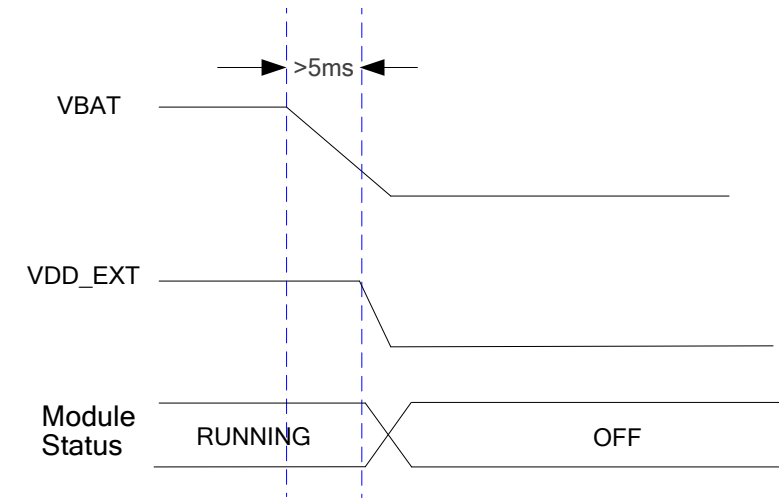 >5ms
VBAT
VDD_EXT
Module
Status
RUNNING
OFF